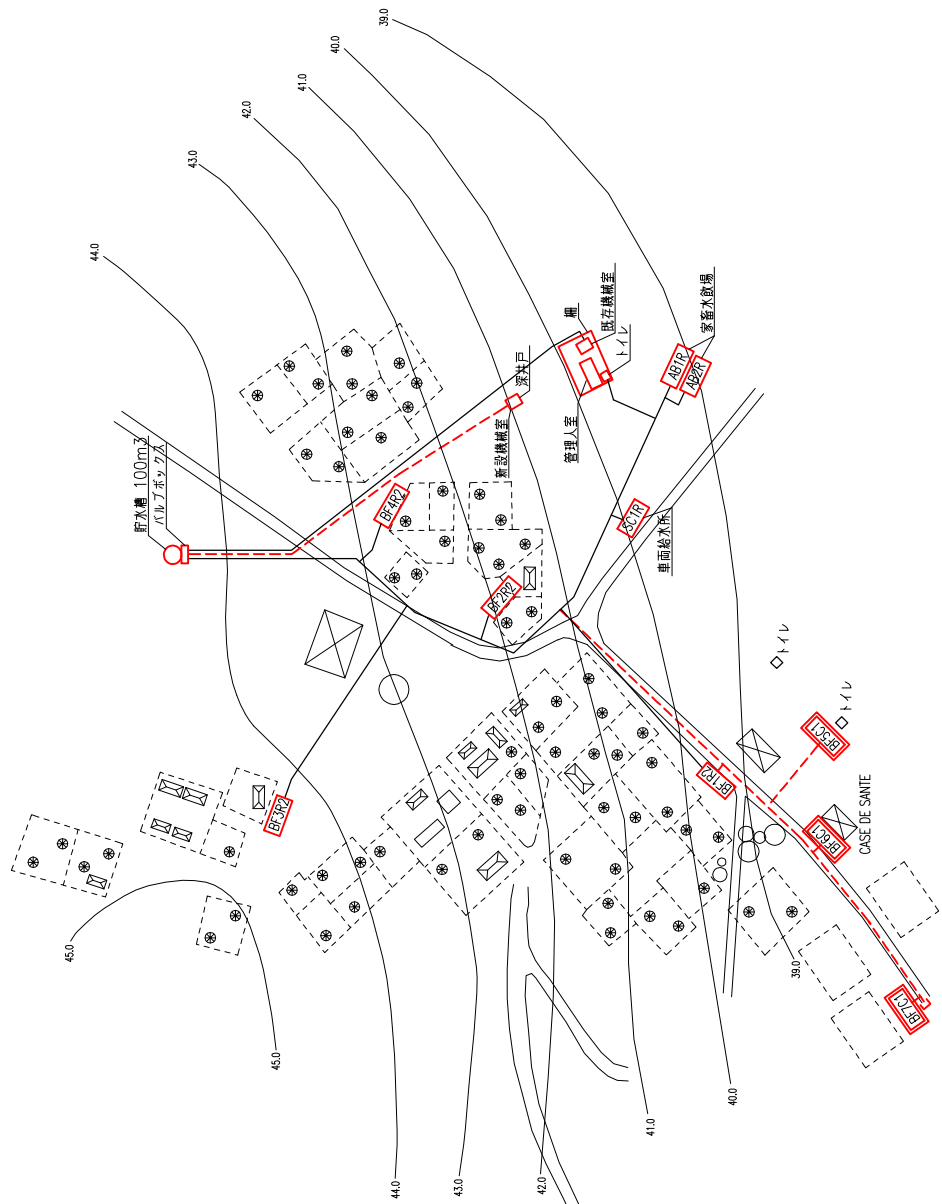 39.0
40.0
41.0
42.0
43.0
44.0
貯水槽 100m3
バルブボックス
深井戸
新設機械室
柵
既存機械室
トイレ
管理人室
家畜水飲場
AB1R
AB2R
BF4R2
SC1R
車両給水所
BF2R2
トイレ
トイレ
BF5C1
BF1R2
BF3R2
BF6C1
CASE DE SANTE
BF7C1
45.0
39.0
45.0
40.0
41.0
42.0
43.0
44.0